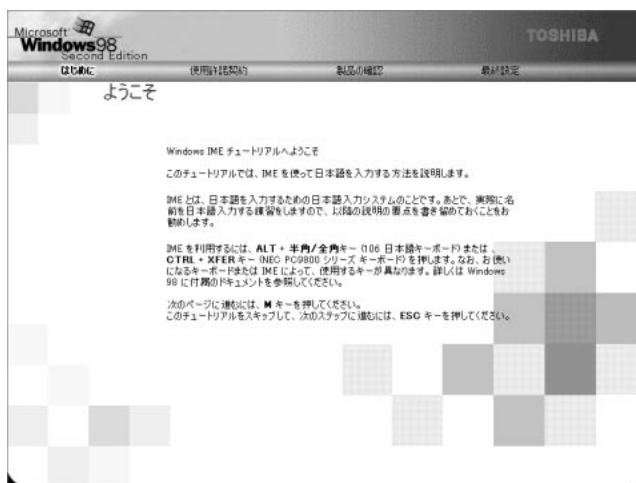 Microsoft
Windows98
Second Edition
TOSHIBA
はじめに 使用許諾契約 製品の確認 最終設定
ようこそ
Windows IME チュートリアルへようこそ
このチュートリアルでは、IME を使って日本語を入力する方法を説明します。
IME とは、日本語を入力するための日本語入力システムのことです。あとで、実際に名
前を日本語入力する練習をしますので、以降の説明の要点を書き留めておくことをお
勧めします。
IME を利用するには、ALT + 半角/全角キー (106 日本語キーボード) または 、
CTRL + XFER キー (NEC PC9800 シリーズ キーボード) を押します。なお、お使い
になるキーボードまたは IME によって、使用するキーが異なります。詳しくは Windows
98 に付属のドキュメントを参照してください。
次のページに進むには、M キーを押してください。
このチュートリアルをスキップして、次のステップに進むには、ESC キーを押してください。